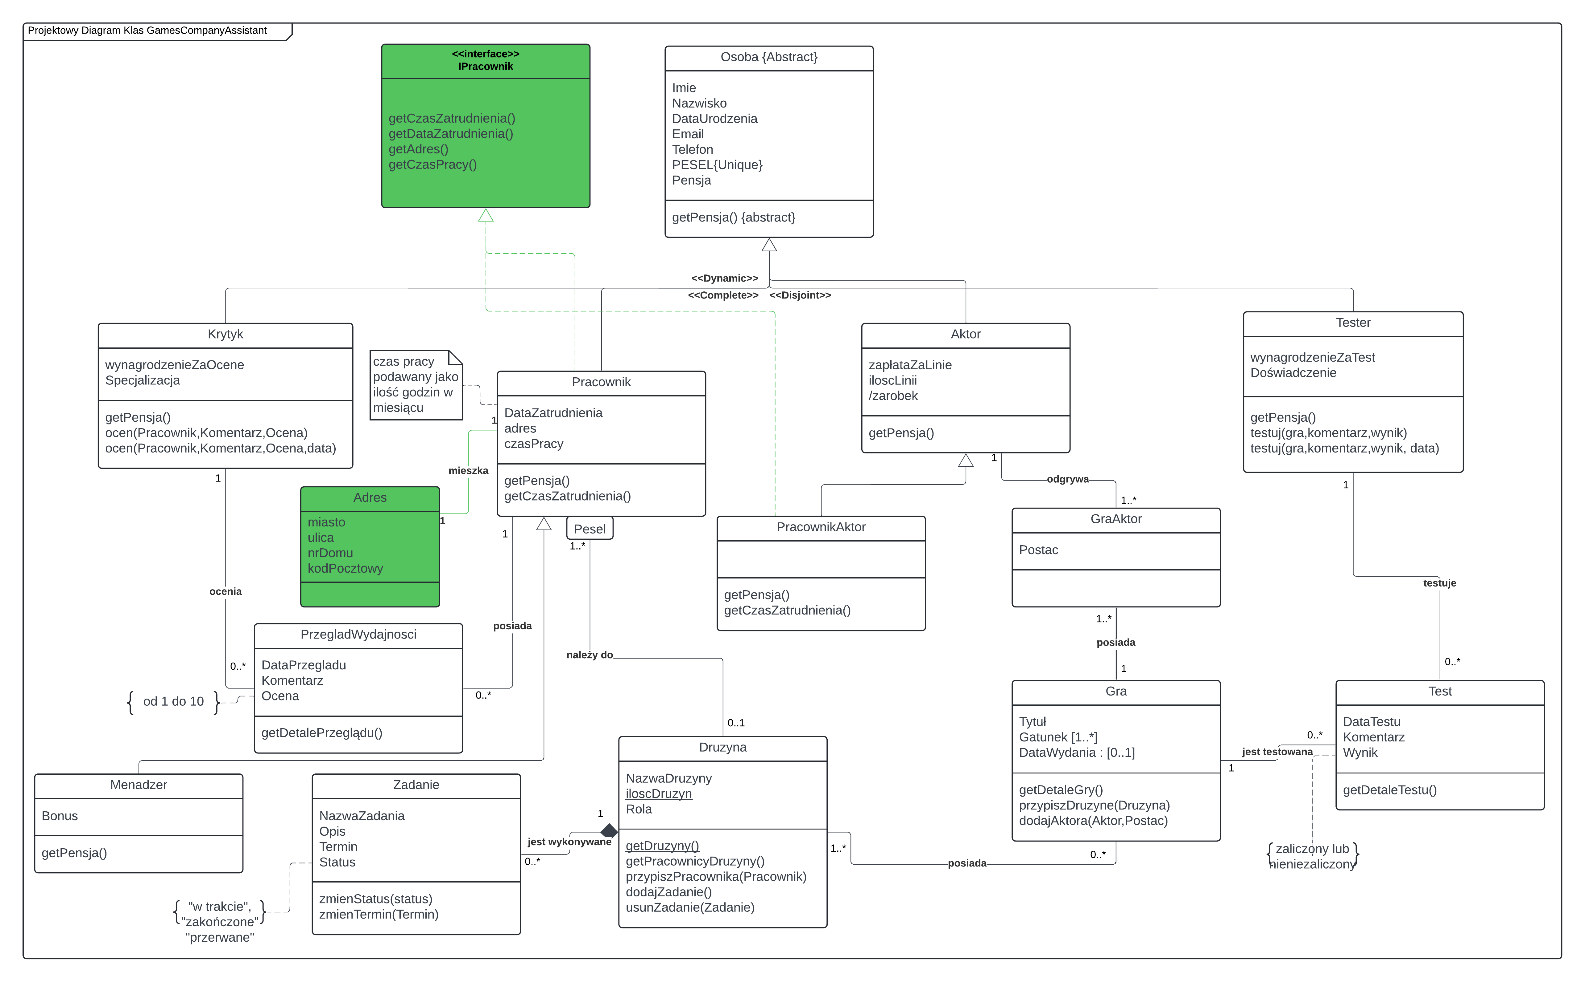 Projektowy Diagram Klas GamesCompanyAssistant
<<interface>>
IPracownik
getCzasZatrudnienia()
getDataZatrudnienia()
getAdres()
getCzasPracy()
Osoba {Abstract}
Imie
Nazwisko
DataUrodzenia
Email
Telefon
PESEL{Unique}
Pensja
getPensja() {abstract}
<<Dynamic>>
<<Complete>>
<<Disjoint>>
Krytyk
wynagrodzenieZaOcene
Specjalizacja
getPensja()
ocen(Pracownik,Komentarz,Ocena)
ocen(Pracownik,Komentarz,Ocena,data)
1
czas pracy
podawany jako
ilość godzin w
miesiącu
Pracownik
DataZatrudnienia
adres
czasPracy
getPensja()
getCzasZatrudnienia()
1
mieszka
1
Adres
miasto
ulica
nrDomu
kodPocztowy
Aktor
zaplataZaLinie
iloscLinii
/zarobek
getPensja()
1
odgrywa
1..*
Tester
wynagrodzenieZaTest
Doświadczenie
getPensja()
testuj(gra,komentarz,wynik)
testuj(gra,komentarz,wynik, data)
1
testuje
0..*
PracownikAktor
getPensja()
getCzasZatrudnienia()
GraAktor
Postac
1..*
posiada
1
Pesel
1..*
należy do
0..1
1
posiada
0..*
ocenia
0..*
PrzegladWydajnosci
DataPrzegladu
Komentarz
Ocena
getDetalePrzeglądu()
od 1 do 10
Menadzer
Bonus
getPensja()
Zadanie
NazwaZadania
Opis
Termin
Status
zmienStatus(status)
zmienTermin(Termin)
"w trakcie",
"zakończone"
"przerwane"
1
jest wykonywane
0..*
Druzyna
NazwaDruzyny
iloscDruzyn
Rola
getDruzyny()
getPracownicyDruzyny()
przypiszPracownika(Pracownik)
dodajZadanie()
usunZadanie(Zadanie)
1..*
posiada
0..*
Gra
Tytuł
Gatunek [1..*]
DataWydania : [0..1]
getDetaleGry()
przypiszDruzyne(Druzyna)
dodajAktora(Aktor,Postac)
1
jest testowana
0..*
Test
DataTestu
Komentarz
Wynik
getDetaleTestu()
zaliczony lub
nieniezaliczony